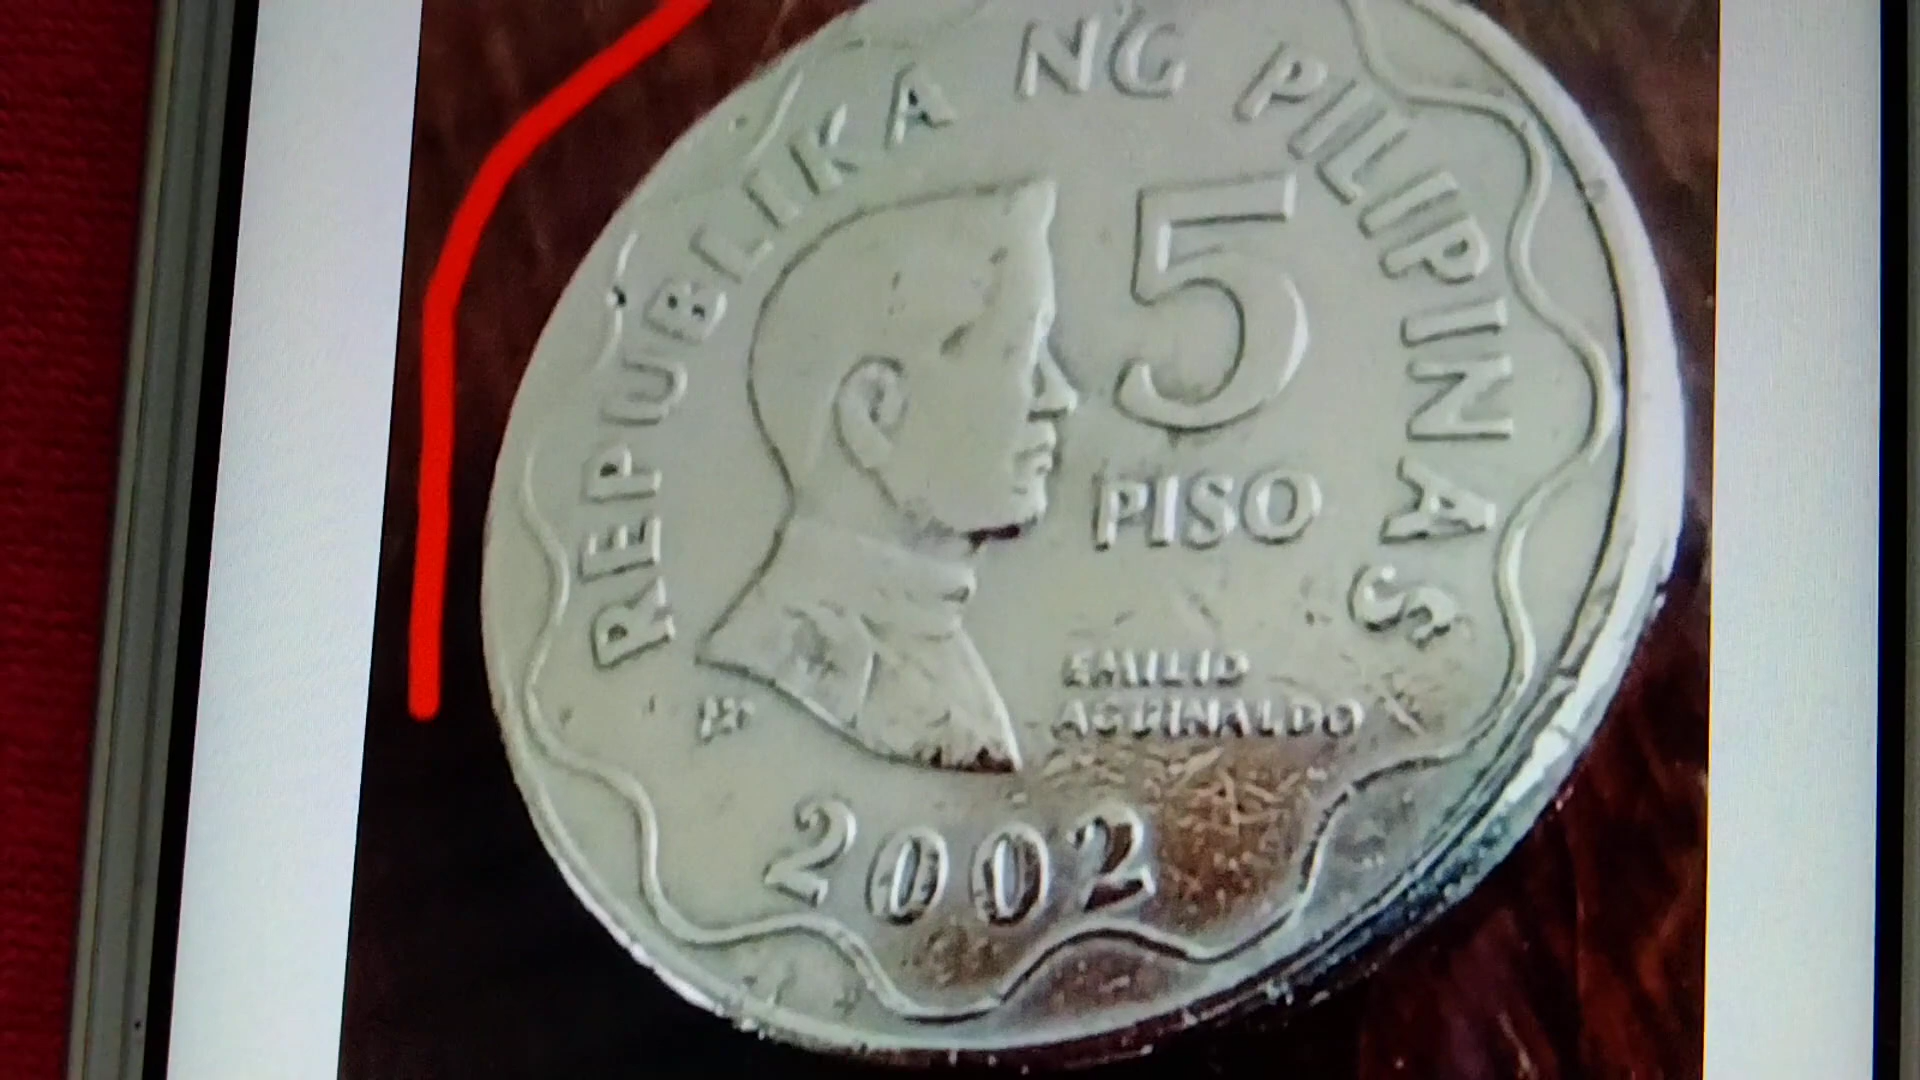 REPUBLIKA NG PILIPINAS
5
PISO
EMILIO
AGUINALDO
2002